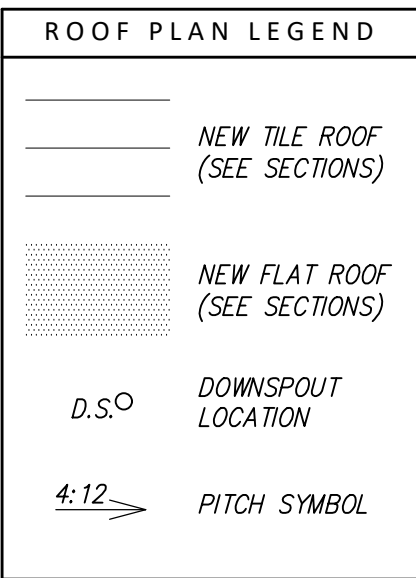 ROOF PLAN LEGEND
NEW TILE ROOF
(SEE SECTIONS)
NEW FLAT ROOF
(SEE SECTIONS)
D.S.
DOWNSPOUT
LOCATION
4:12
PITCH SYMBOL